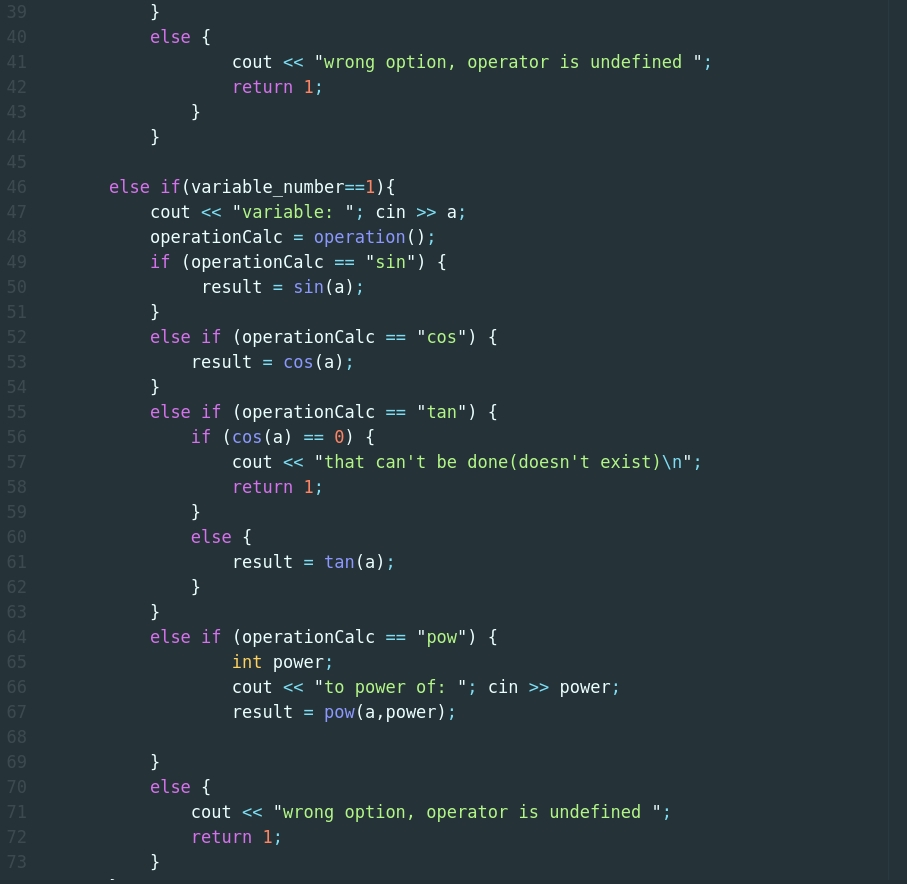 39 }
40 else {
41 cout << "wrong option, operator is undefined ";
42 return 1;
43 }
44 }
45
46 else if(variable_number==1){
47 cout << "variable: "; cin >> a;
48 operationCalc = operation();
49 if (operationCalc == "sin") {
50 result = sin(a);
51 }
52 else if (operationCalc == "cos") {
53 result = cos(a);
54 }
55 else if (operationCalc == "tan") {
56 if (cos(a) == 0) {
57 cout << "that can't be done(doesn't exist)\n";
58 return 1;
59 }
60 else {
61 result = tan(a);
62 }
63 }
64 else if (operationCalc == "pow") {
65 int power;
66 cout << "to power of: "; cin >> power;
67 result = pow(a,power);
68
69 }
70 else {
71 cout << "wrong option, operator is undefined ";
72 return 1;
73 }